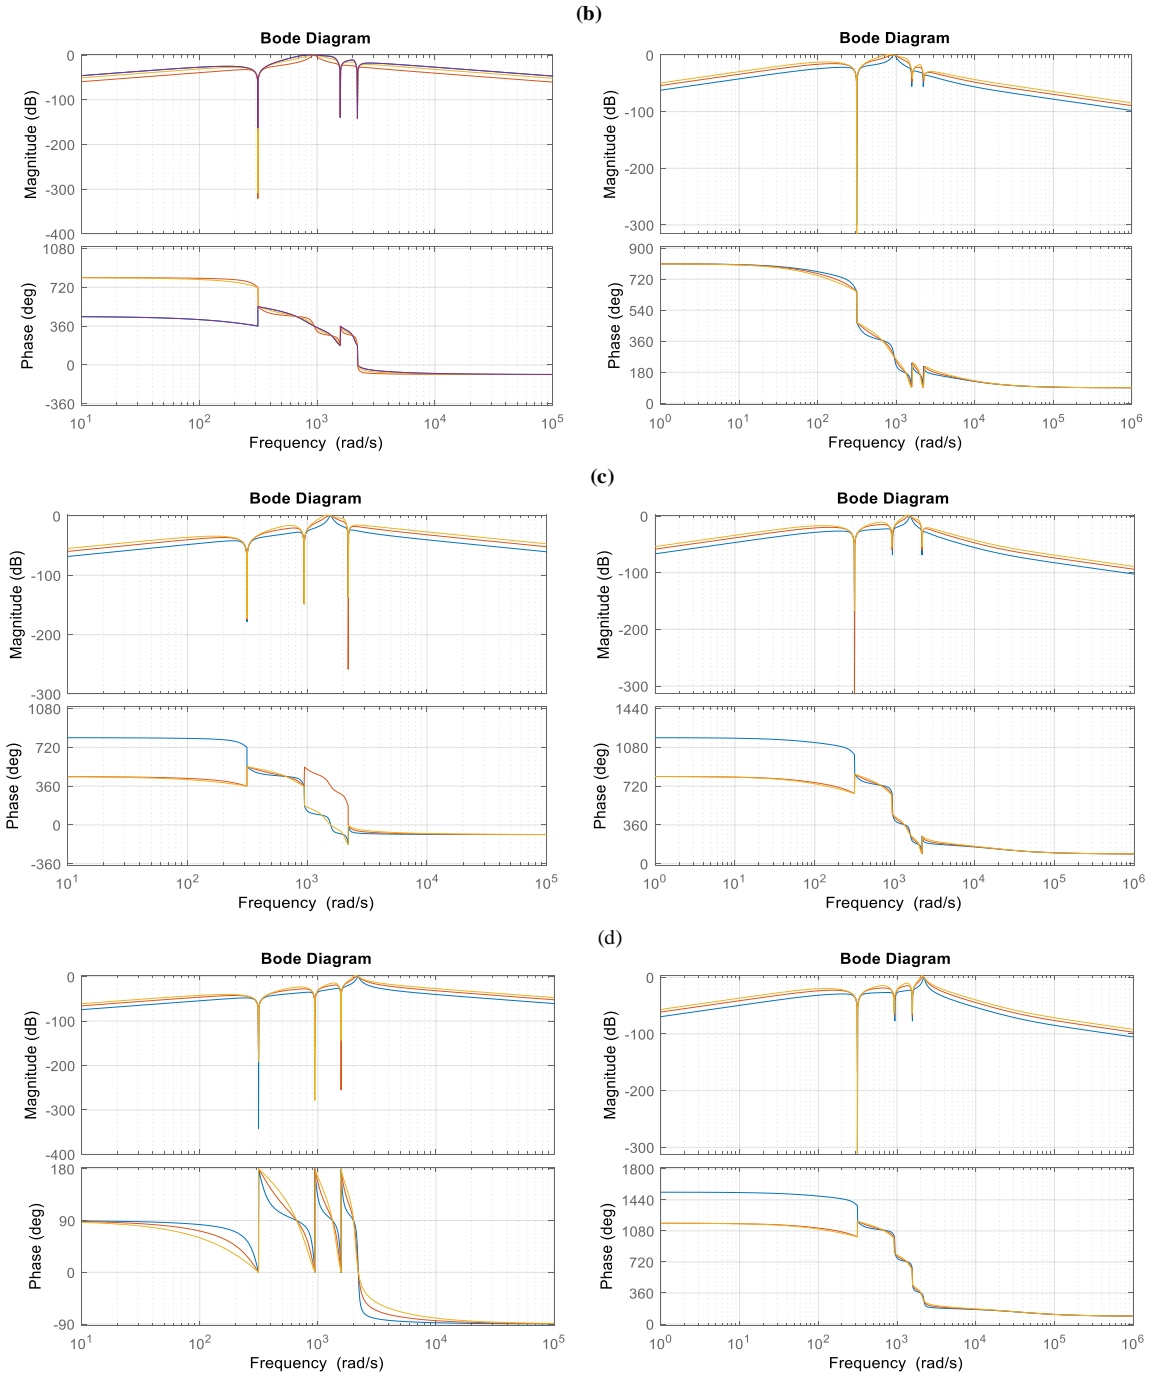 (b)
Bode Diagram
Magnitude (dB)
0
-100
-200
-300
-400
Phase (deg)
1080
720
360
0
-360
10^1 10^2 10^3 10^4 10^5
Frequency (rad/s)
Bode Diagram
Magnitude (dB)
0
-100
-200
-300
Phase (deg)
900
720
540
360
180
0
10^0 10^1 10^2 10^3 10^4 10^5 10^6
Frequency (rad/s)
(c)
Bode Diagram
Magnitude (dB)
0
-100
-200
-300
Phase (deg)
1080
720
360
0
-360
10^1 10^2 10^3 10^4 10^5
Frequency (rad/s)
Bode Diagram
Magnitude (dB)
0
-100
-200
-300
Phase (deg)
1440
1080
720
360
0
10^0 10^1 10^2 10^3 10^4 10^5 10^6
Frequency (rad/s)
(d)
Bode Diagram
Magnitude (dB)
0
-100
-200
-300
-400
Phase (deg)
180
90
0
-90
10^1 10^2 10^3 10^4 10^5
Frequency (rad/s)
Bode Diagram
Magnitude (dB)
0
-100
-200
-300
Phase (deg)
1800
1440
1080
720
360
0
10^0 10^1 10^2 10^3 10^4 10^5 10^6
Frequency (rad/s)